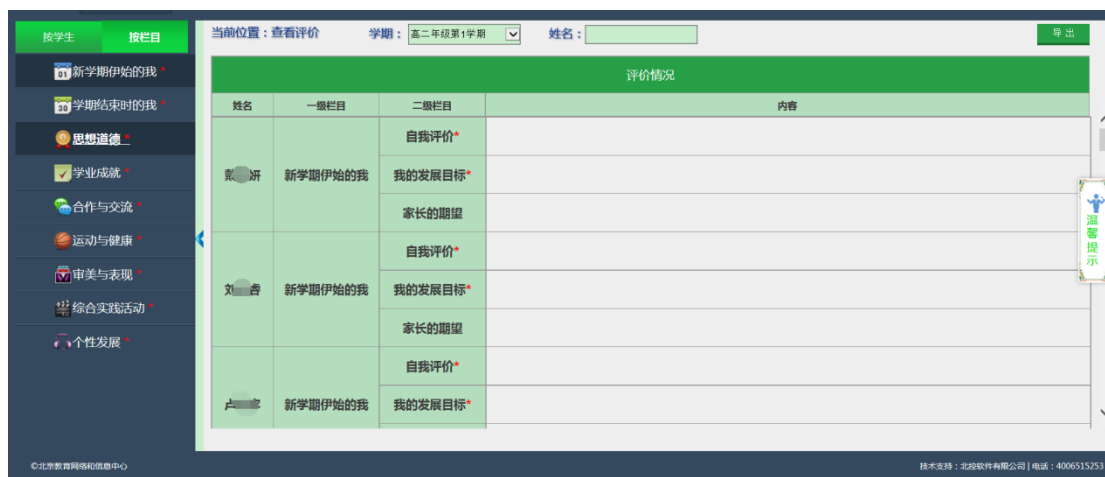 按学生 按栏目
当前位置：查看评价 学期： 高二年级第1学期 姓名： 导 出
新学期伊始的我 *
学期结束时的我 *
思想道德 *
学业成就 *
合作与交流 *
运动与健康 *
审美与表现 *
综合实践活动 *
个性发展 *
评价情况
姓名 一级栏目 二级栏目 内容
妍 新学期伊始的我 自我评价*
我的发展目标*
家长的期望
刘 香 新学期伊始的我 自我评价*
我的发展目标*
家长的期望
卢 新学期伊始的我 自我评价*
我的发展目标*
温馨提示
©北京教育网络和信息中心 技术支持：北控软件有限公司 | 电话：4006515253